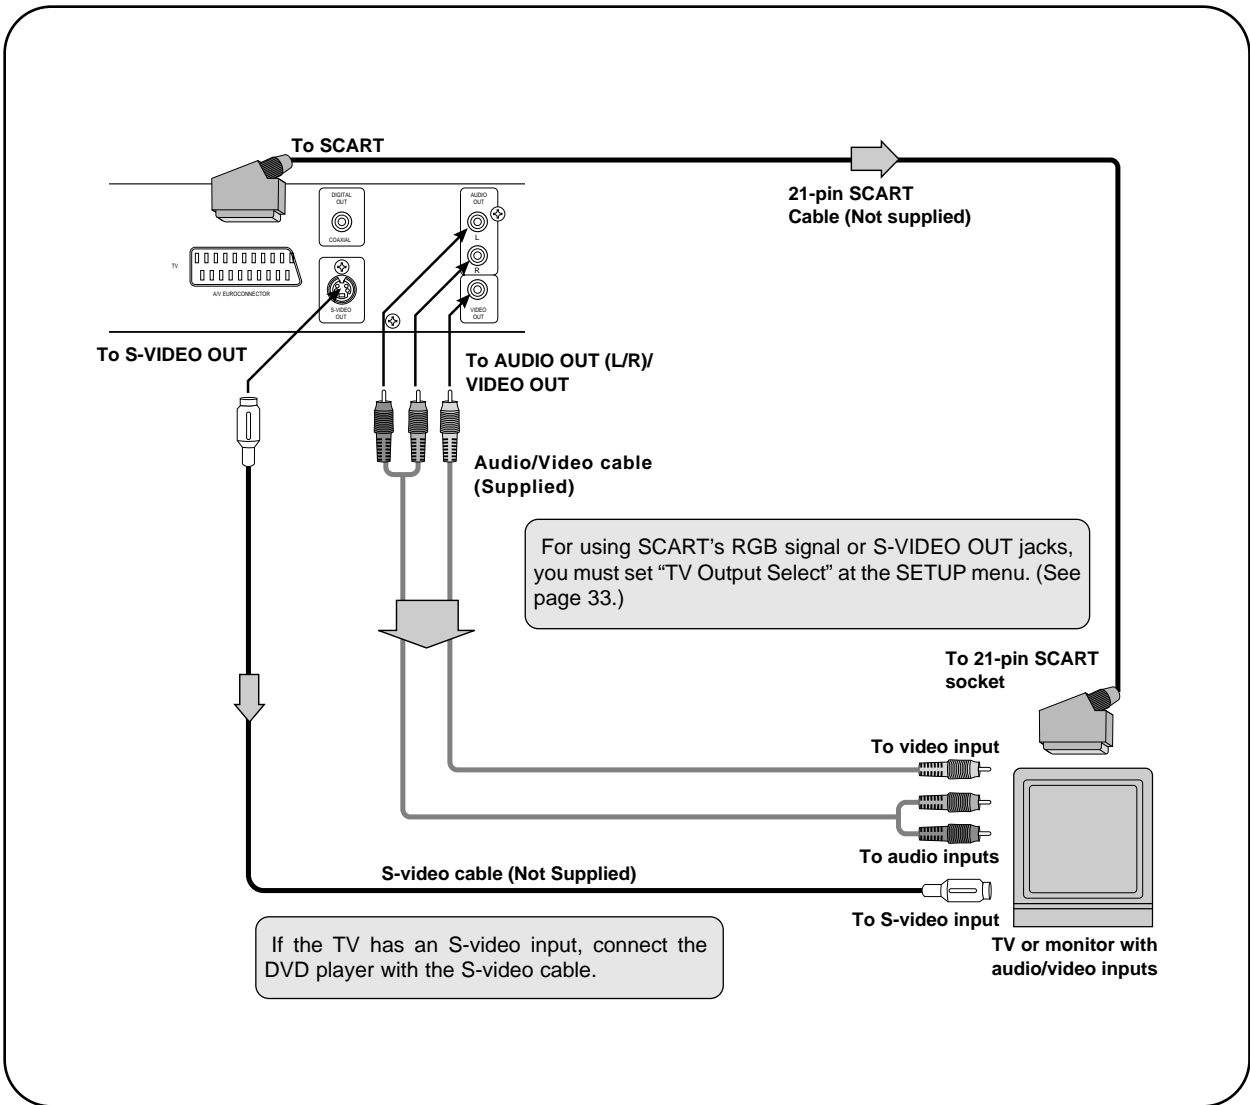 To SCART
21-pin SCART
Cable (Not supplied)
DIGITAL
OUT
COAXIAL
AUDIO
OUT
L
R
TV
A/V EUROCONNECTOR
S-VIDEO
OUT
VIDEO
OUT
To S-VIDEO OUT
To AUDIO OUT (L/R)/
VIDEO OUT
Audio/Video cable
(Supplied)
For using SCART's RGB signal or S-VIDEO OUT jacks,
you must set “TV Output Select” at the SETUP menu. (See
page 33.)
To 21-pin SCART
socket
To video input
To audio inputs
S-video cable (Not Supplied)
To S-video input
If the TV has an S-video input, connect the
DVD player with the S-video cable.
TV or monitor with
audio/video inputs